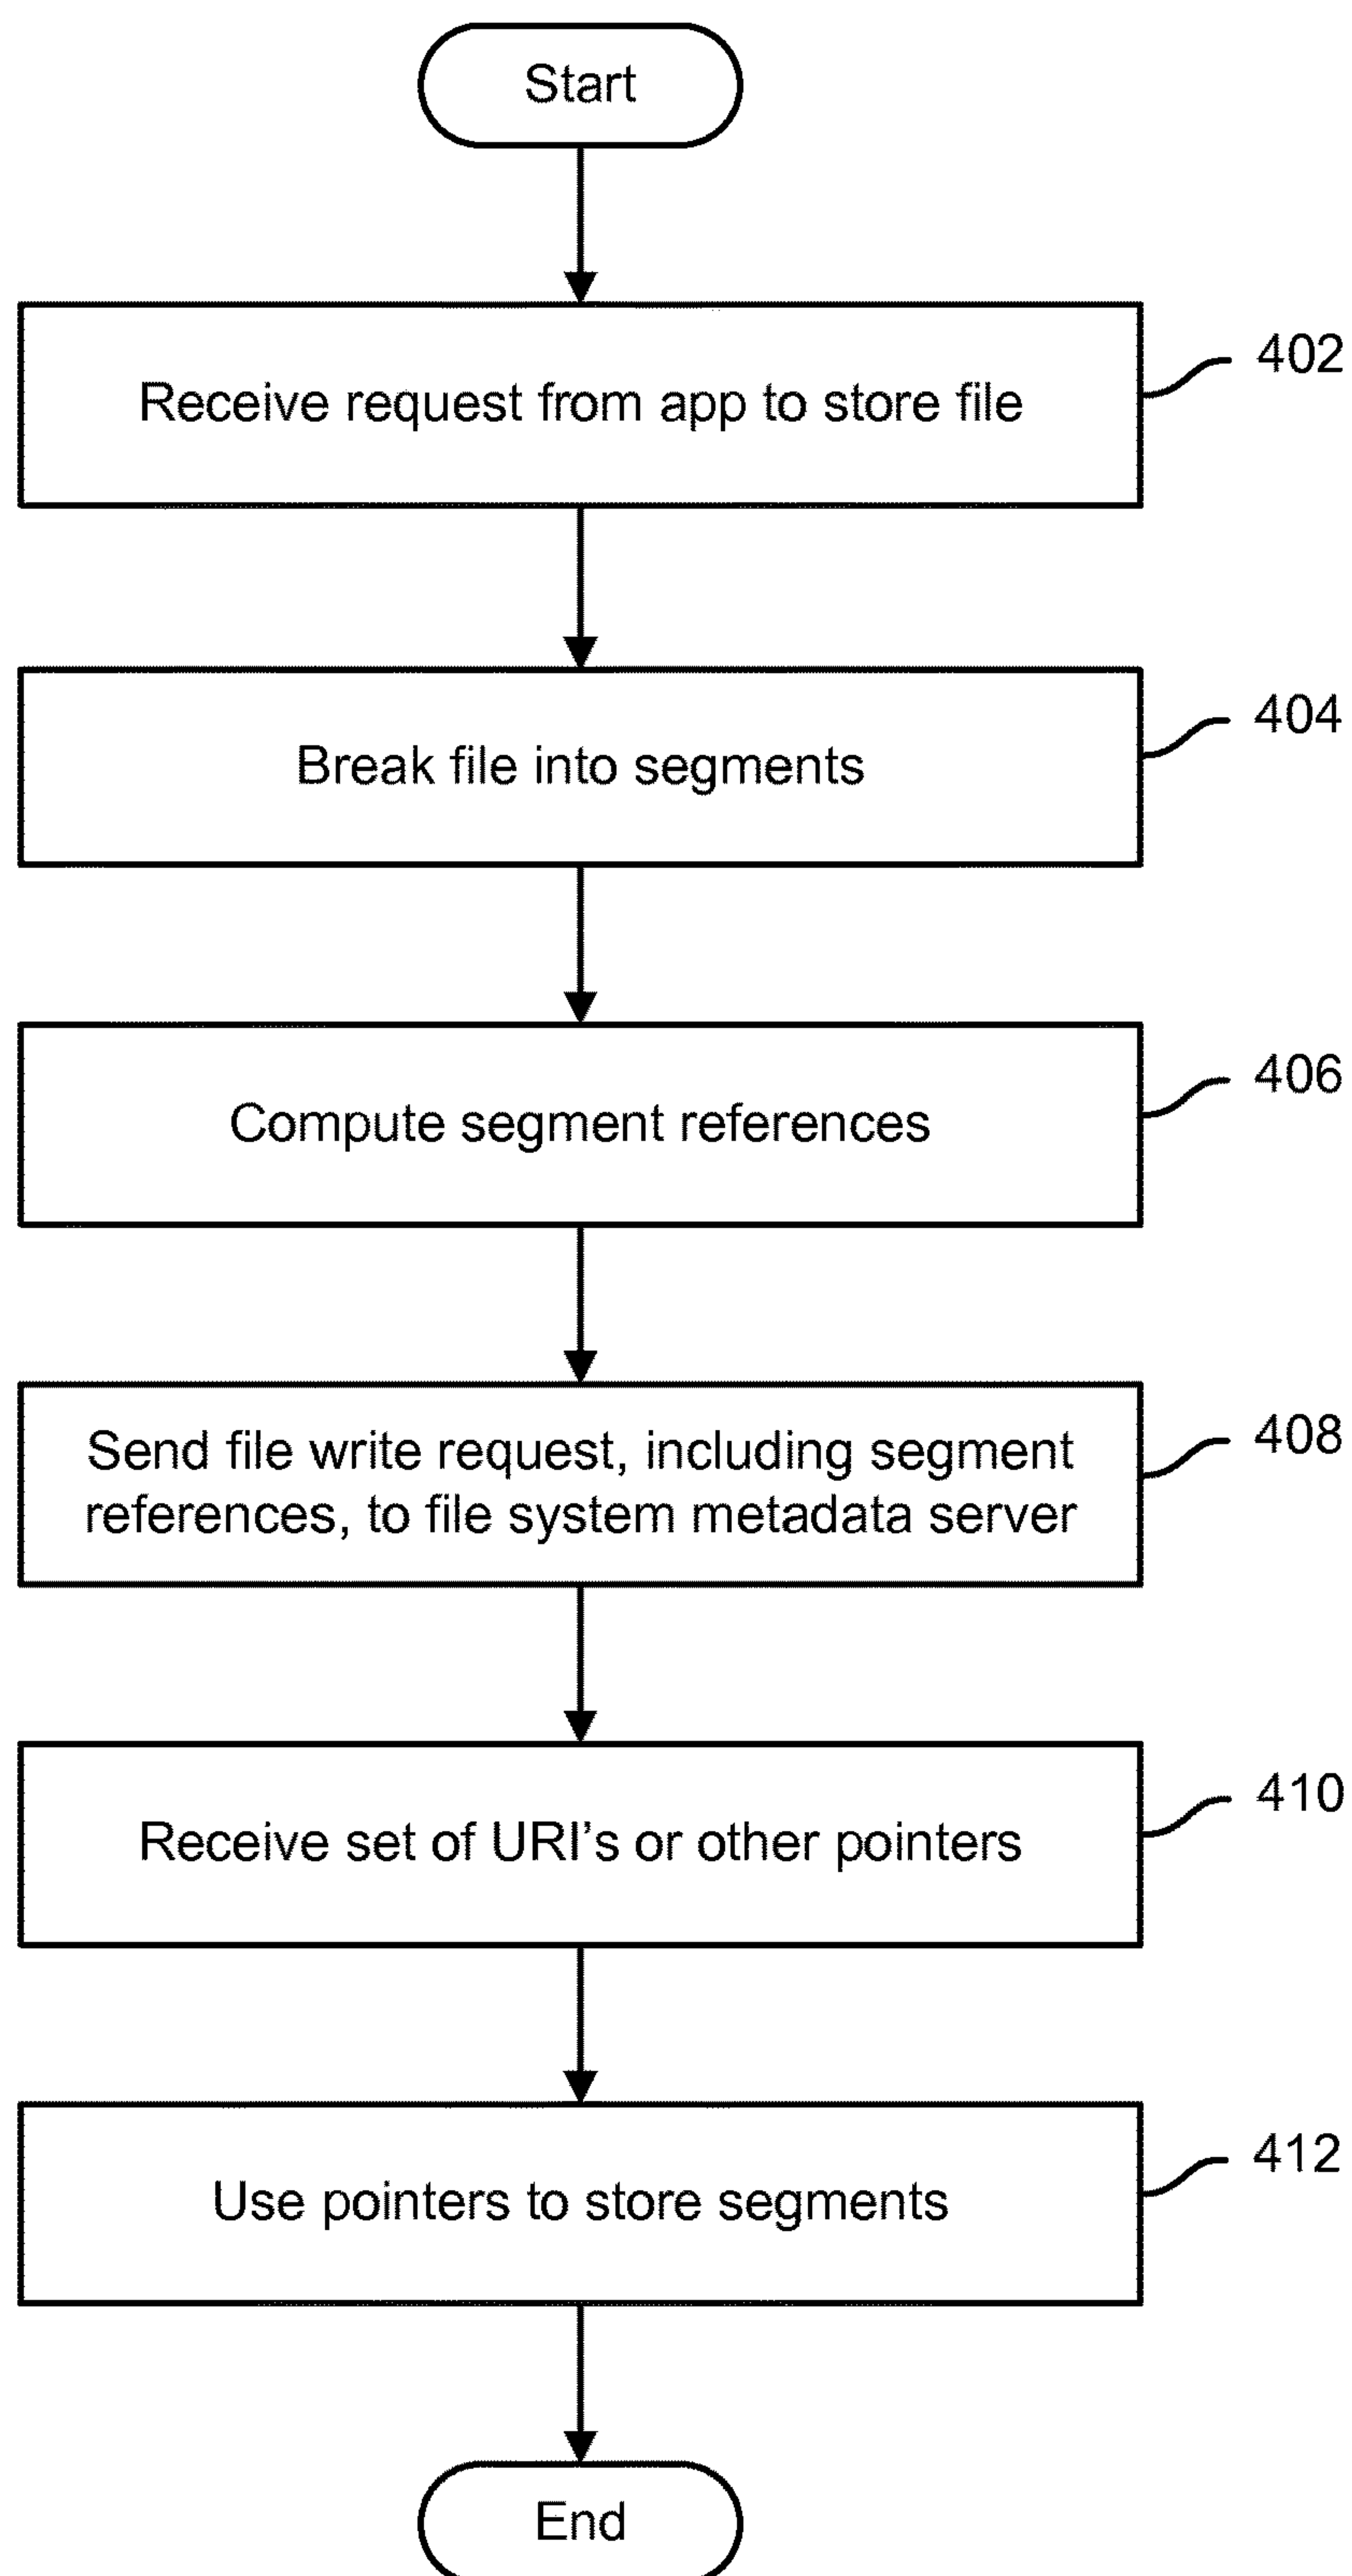 Start
Receive request from app to store file
402
Break file into segments
404
Compute segment references
406
Send file write request, including segment
references, to file system metadata server
408
Receive set of URI’s or other pointers
410
Use pointers to store segments
412
End